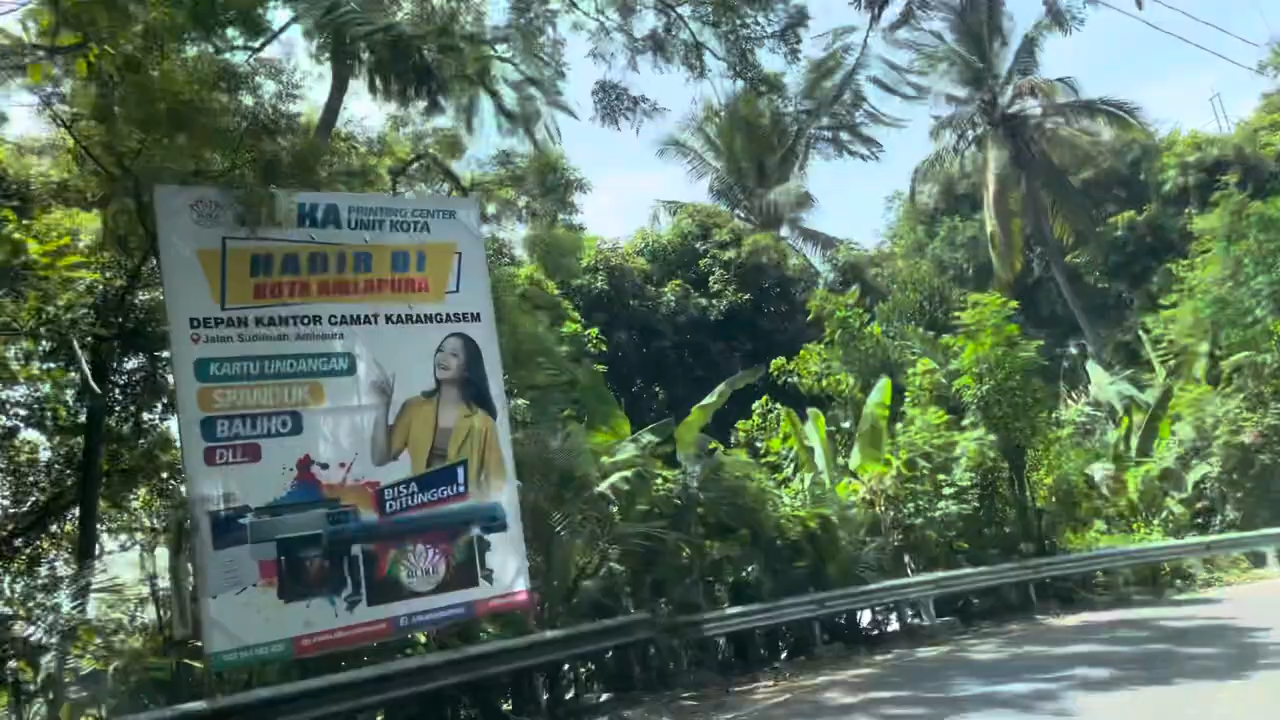 KA PRINTING CENTER
UNIT KOTA
HADIR DI
KOTA AMLAPURA
DEPAN KANTOR CAMAT KARANGASEM
Jalan Sudirman, Amlapura
KARTU UNDANGAN
SPANDUK
BALIHO
DLL
BISA
DITUNGGU!